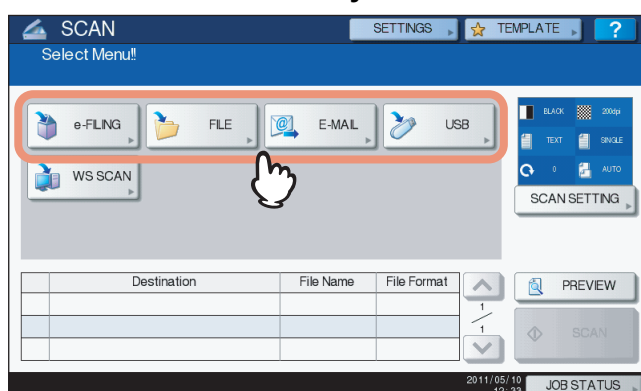 SCAN
SETTINGS
TEMPLATE
?
Select Menu!!
e-FILING
FILE
@
E-MAIL
USB
WS SCAN
BLACK
200dpi
TEXT
SINGLE
0
AUTO
SCAN SETTING
Destination
File Name
File Format
1
1
PREVIEW
SCAN
2011/05/10
JOB STATUS